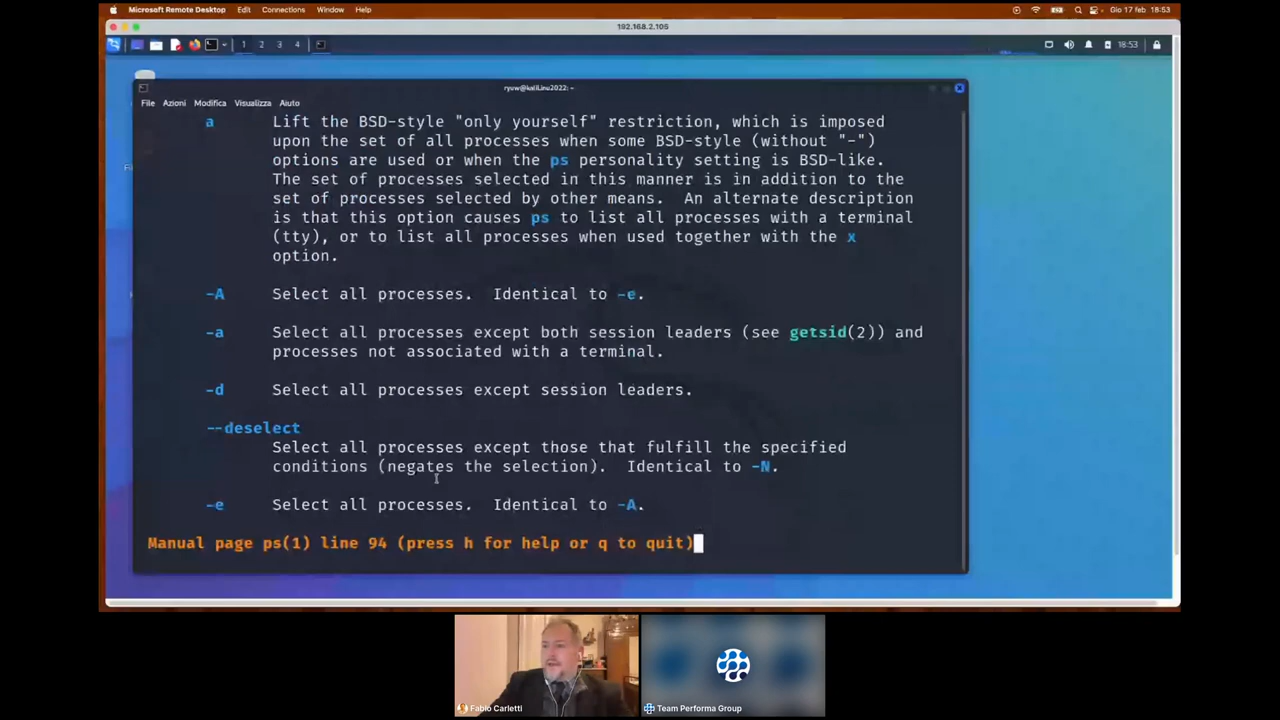 Microsoft Remote Desktop Edit Connections Window Help Gio 17 feb 18:53
192.168.2.105
1 2 3 4 18:53
ryuw@kaliLinu2022: ~
File Azioni Modifica Visualizza Aiuto
a Lift the BSD-style "only yourself" restriction, which is imposed
upon the set of all processes when some BSD-style (without "-")
options are used or when the ps personality setting is BSD-like.
The set of processes selected in this manner is in addition to the
set of processes selected by other means. An alternate description
is that this option causes ps to list all processes with a terminal
(tty), or to list all processes when used together with the x
option.
-A Select all processes. Identical to -e.
-a Select all processes except both session leaders (see getsid(2)) and
processes not associated with a terminal.
-d Select all processes except session leaders.
--deselect
Select all processes except those that fulfill the specified
conditions (negates the selection). Identical to -N.
-e Select all processes. Identical to -A.
Manual page ps(1) line 94 (press h for help or q to quit)
Fabio Carletti
Team Performa Group